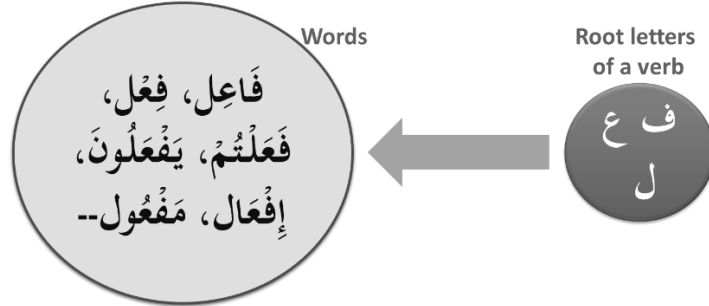 Words
فَاعِل، فِعْل،
فَعَلْتُمْ، يَفْعَلُونَ،
إِفْعَال، مَفْعُول--
Root letters
of a verb
ف ع
ل